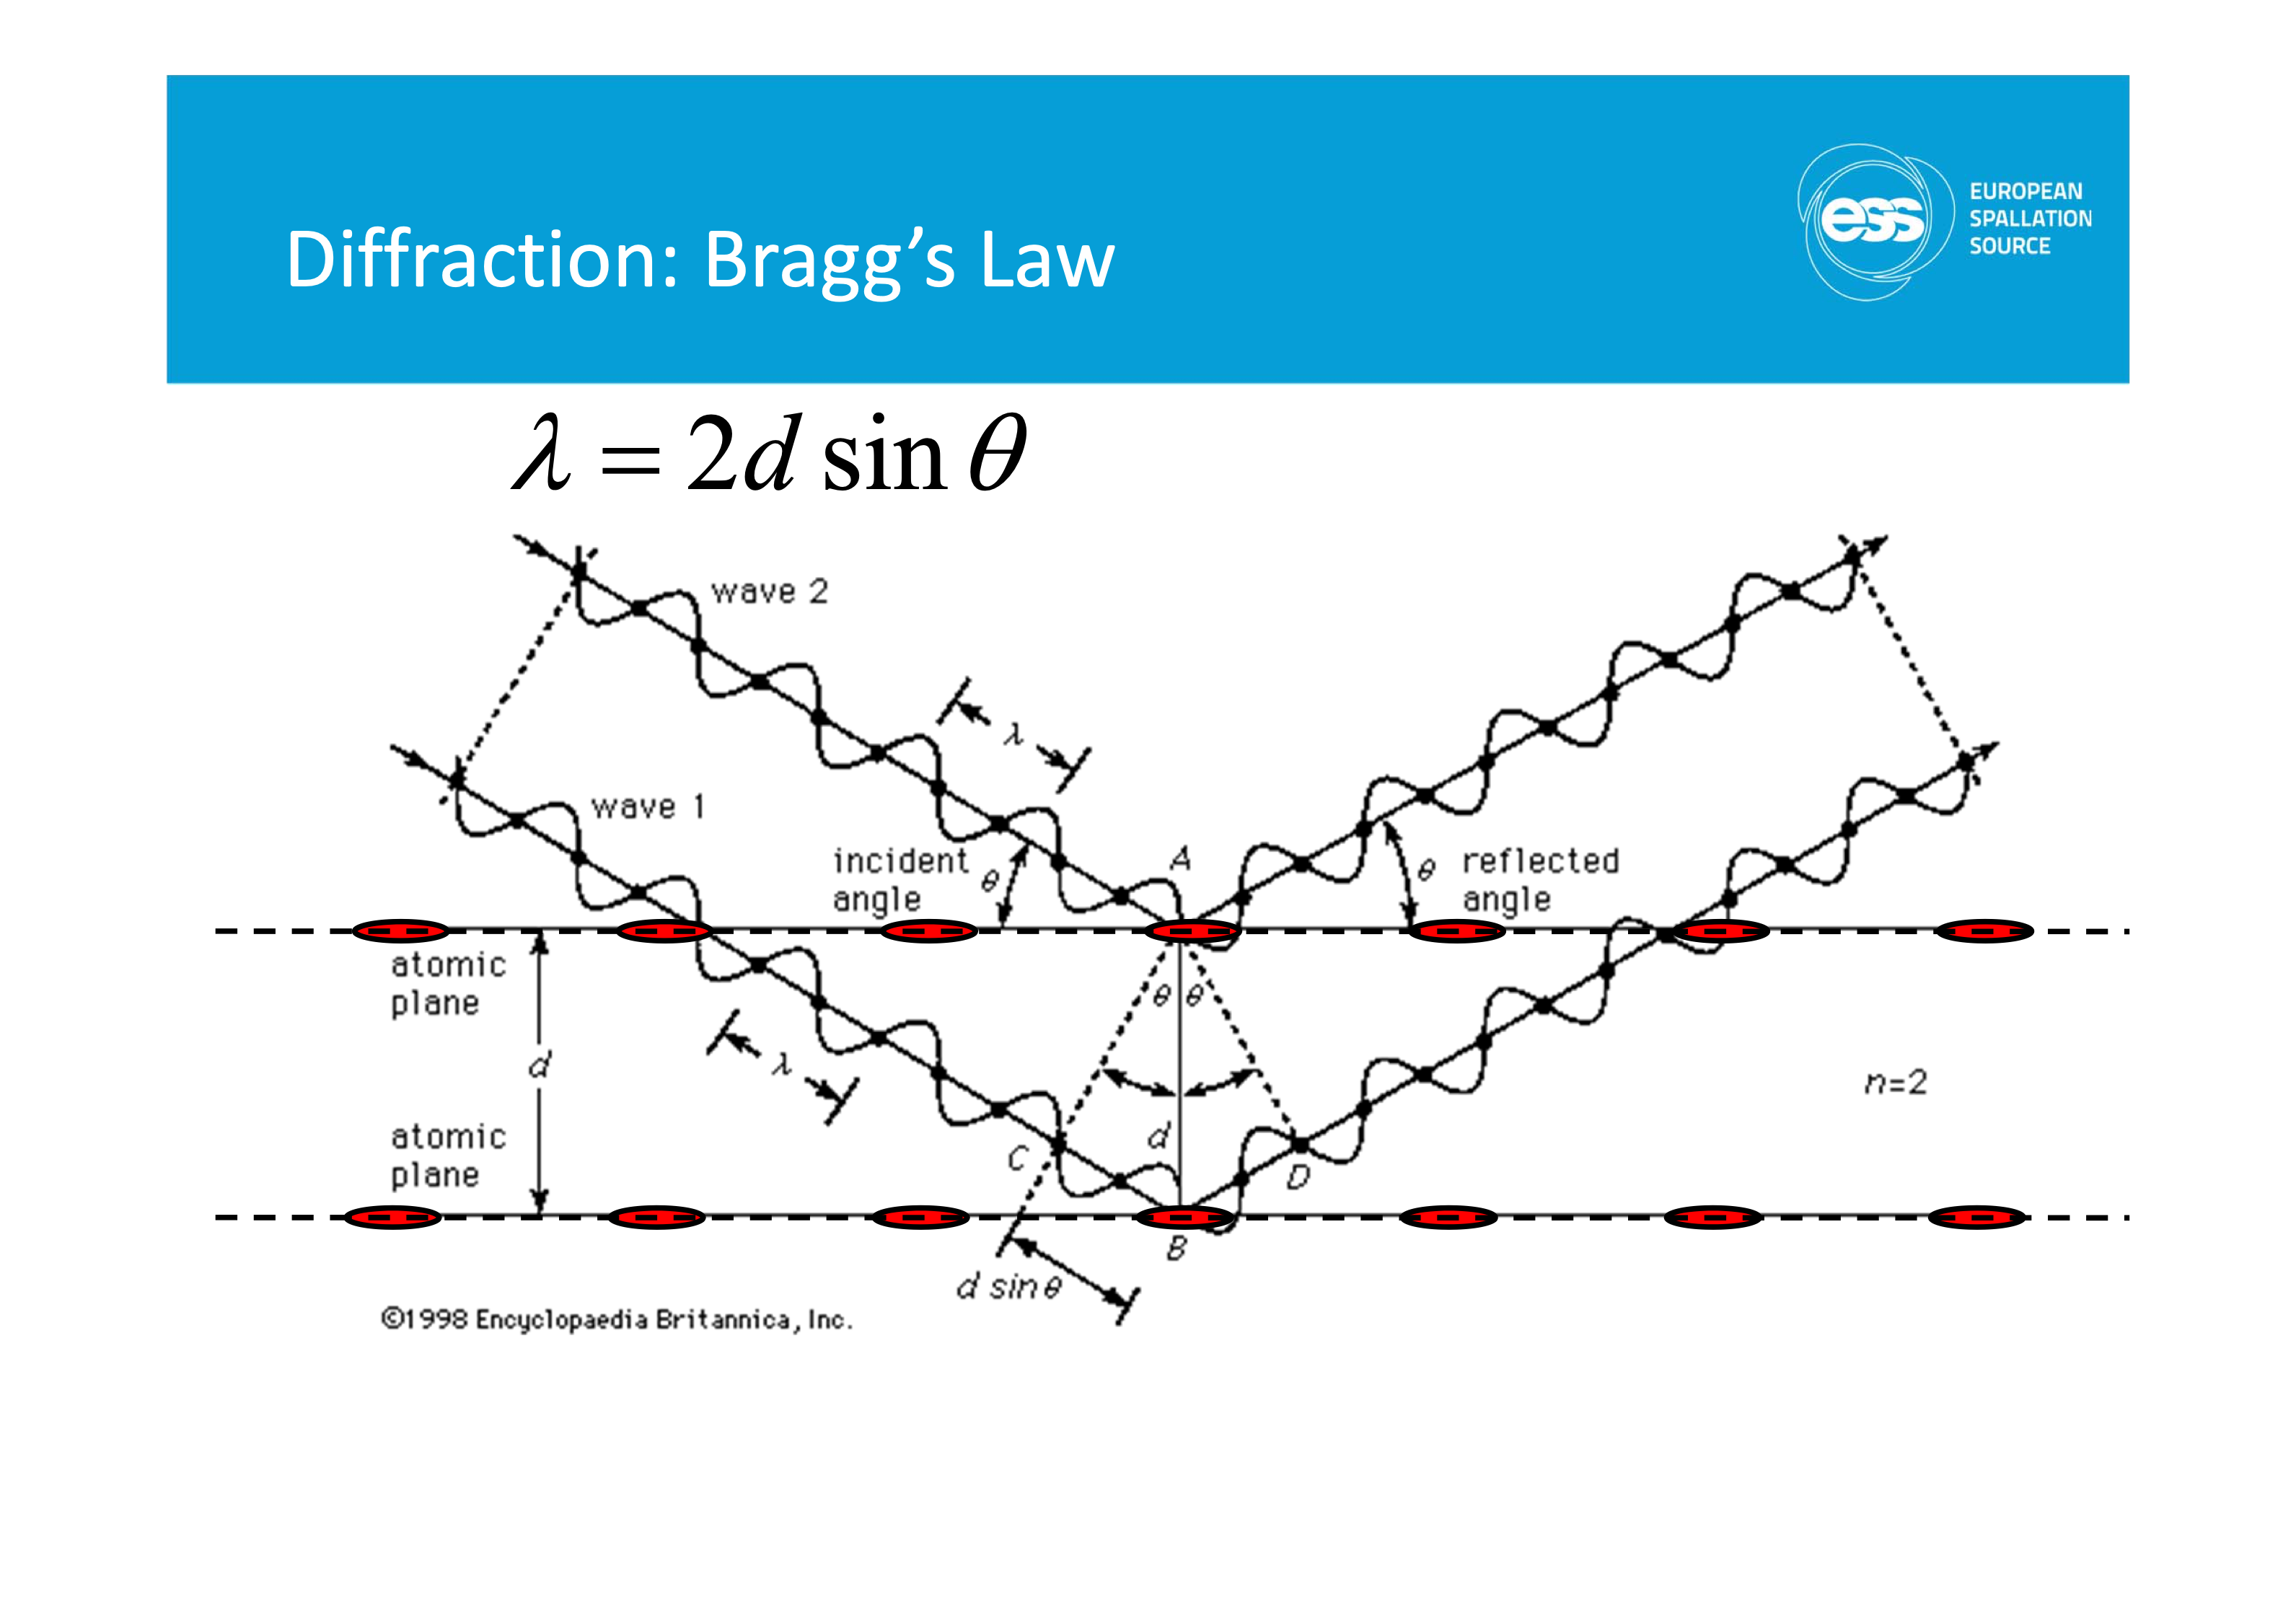 Diffraction: Bragg’s Law
ess
EUROPEAN
SPALLATION
SOURCE
λ = 2d sin θ
wave 2
λ
wave 1
incident
angle
θ
A
θ
reflected
angle
atomic
plane
θ θ
d
λ
n=2
atomic
plane
C
d
D
B
d sin θ
©1998 Encyclopaedia Britannica, Inc.